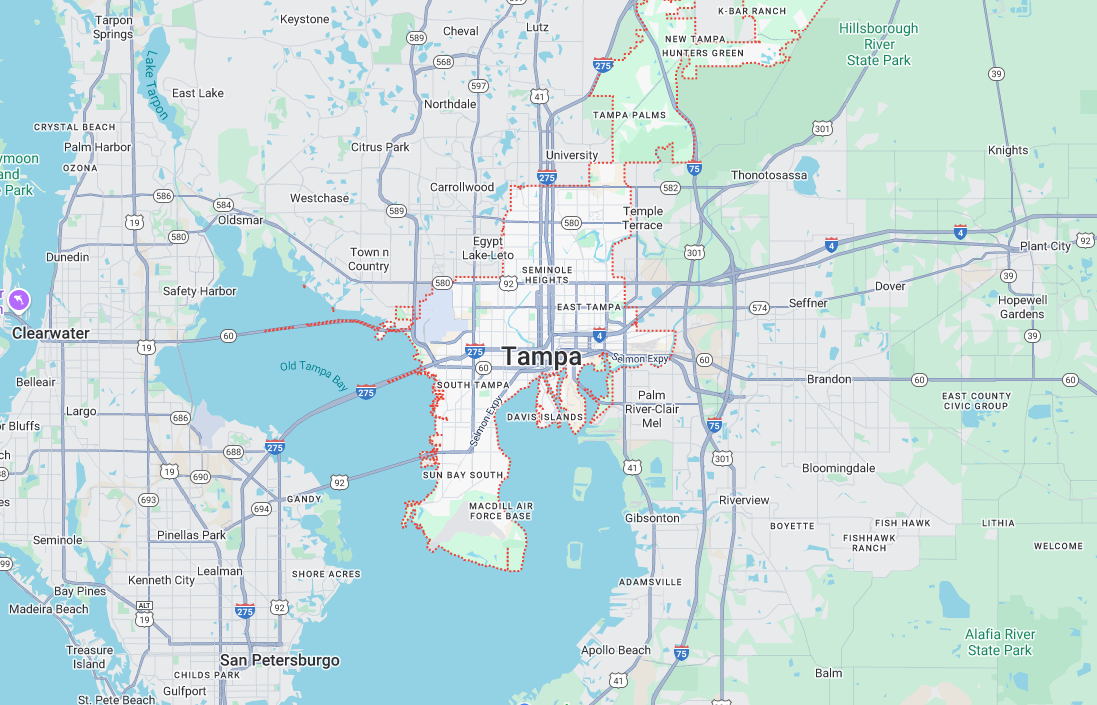 K-BAR RANCH
Keystone
Tampa
Springs
Lutz
Cheval
589
Hillsborough
River
State Park
NEW TAMPA
HUNTERS GREEN
568
275
39
597
41
Lake Tarpon
East Lake
Northdale
TAMPA PALMS
CRYSTAL BEACH
301
Palm Harbor
Citrus Park
University
Knights
ymoon
and
Park
OZONA
75
275
Thonotosassa
Carrollwood
582
586
Westchase
584
589
Oldsmar
Temple
Terrace
19
580
580
4
4
92
Egypt
Lake-Leto
Plant City
Town n
Country
301
Dunedin
SEMINOLE
HEIGHTS
39
580
92
Dover
Safety Harbor
Hopewell
Gardens
Seffner
EAST TAMPA
574
Clearwater
60
4
39
19
275
Tampa
Selmon Expy
60
Old Tampa Bay
60
Belleair
SOUTH TAMPA
Brandon
60
60
275
Palm
River-Clair
Mel
EAST COUNTY
CIVIC GROUP
Largo
686
Selmon Expy
DAVIS ISLANDS
75
or Bluffs
275
688
ch
301
41
Bloomingdale
19
690
SUN BAY SOUTH
92
693
GANDY
694
Riverview
MACDILL AIR
FORCE BASE
Gibsonton
BOYETTE
FISH HAWK
LITHIA
Pinellas Park
Seminole
FISHHAWK
RANCH
WELCOME
99
Lealman
SHORE ACRES
Kenneth City
ADAMSVILLE
Bay Pines
ALT
19
275
92
Madeira Beach
Alafia River
State Park
Treasure
Island
Apollo Beach
75
San Petersburgo
CHILDS PARK
Balm
41
Gulfport
St. Pete Beach